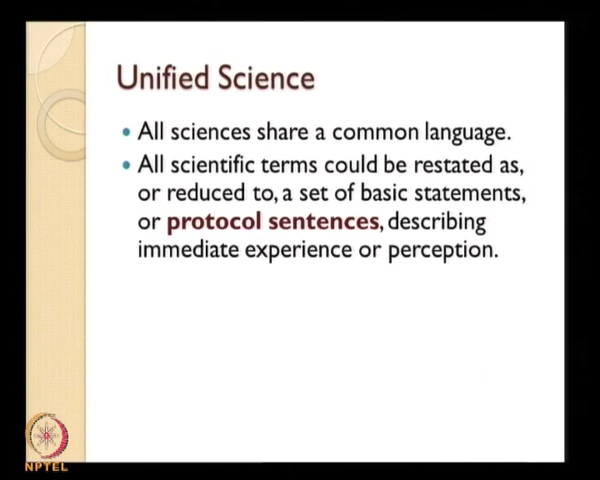 Unified Science
• All sciences share a common language.
• All scientific terms could be restated as,
or reduced to, a set of basic statements,
or protocol sentences, describing
immediate experience or perception.
NPTEL